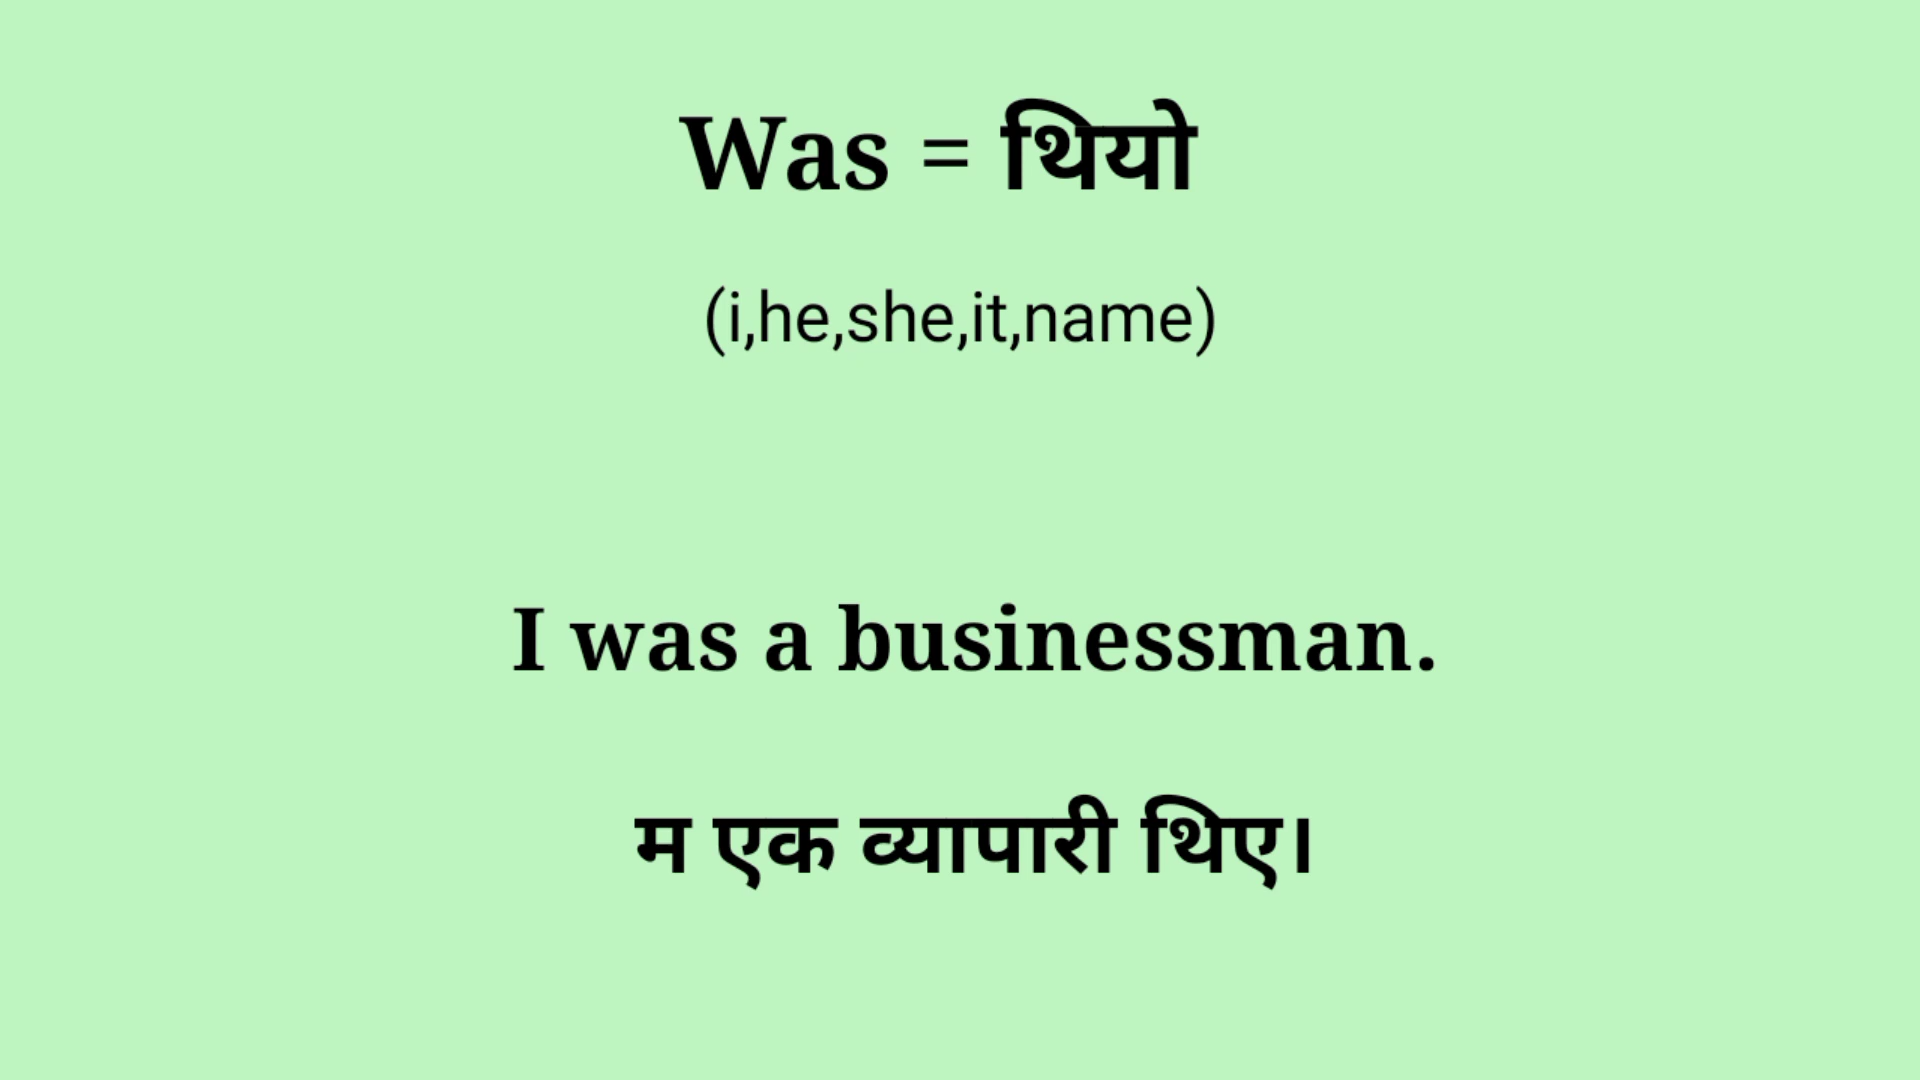 Was = थियो
(i,he,she,it,name)
I was a businessman.
म एक व्यापारी थिए।